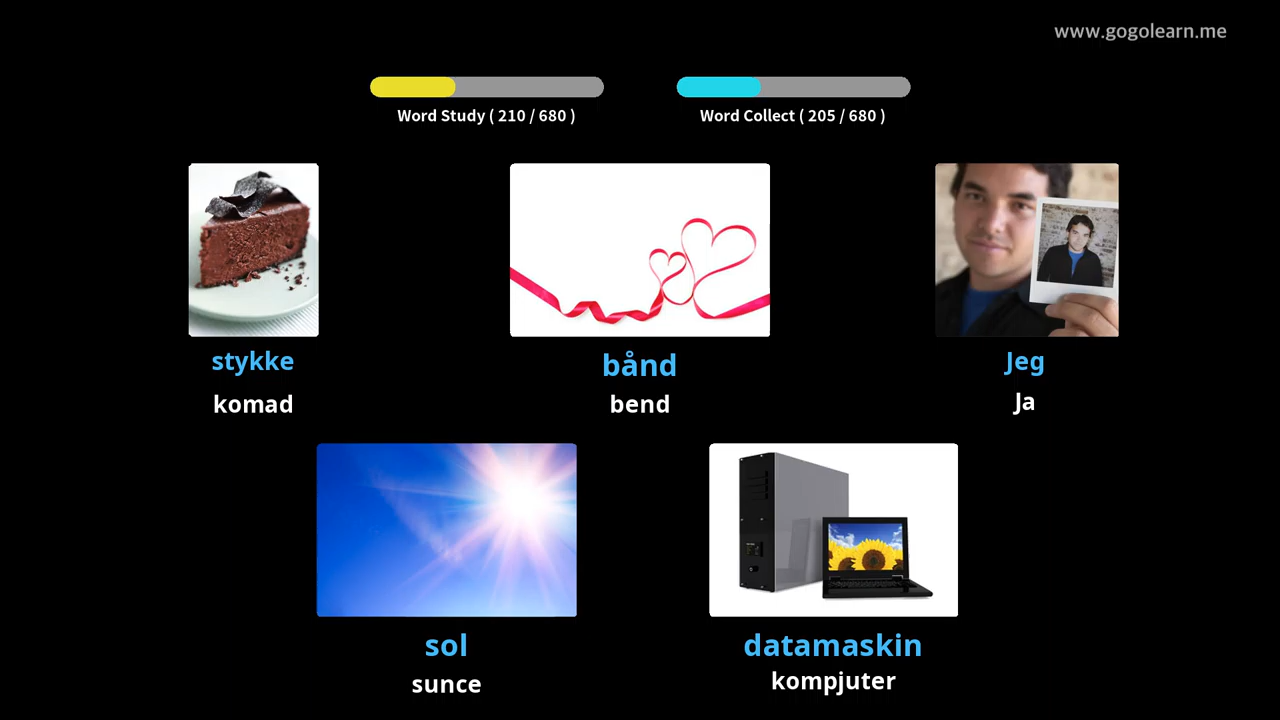 www.gogolearn.me
Word Study ( 210 / 680 )
Word Collect ( 205 / 680 )
stykke
komad
bånd
bend
Jeg
Ja
sol
sunce
datamaskin
kompjuter